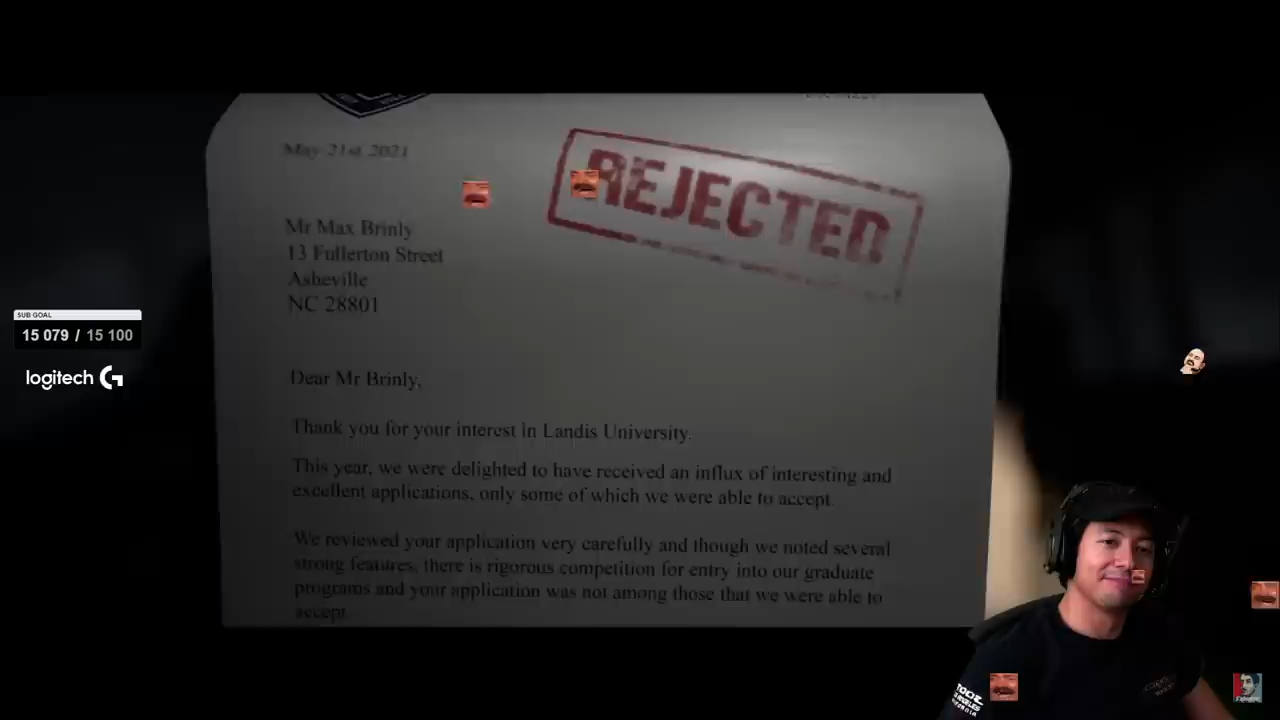 May 21st 2021
REJECTED
Mr Max Brinly
13 Fullerton Street
Asheville
NC 28801
SUB GOAL
15 079 / 15 100
logitech G
Dear Mr Brinly,
Thank you for your interest in Landis University.
This year, we were delighted to have received an influx of interesting and
excellent applications, only some of which we were able to accept.
We reviewed your application very carefully and though we noted several
strong features, there is rigorous competition for entry into our graduate
programs and your application was not among those that we were able to
accept.